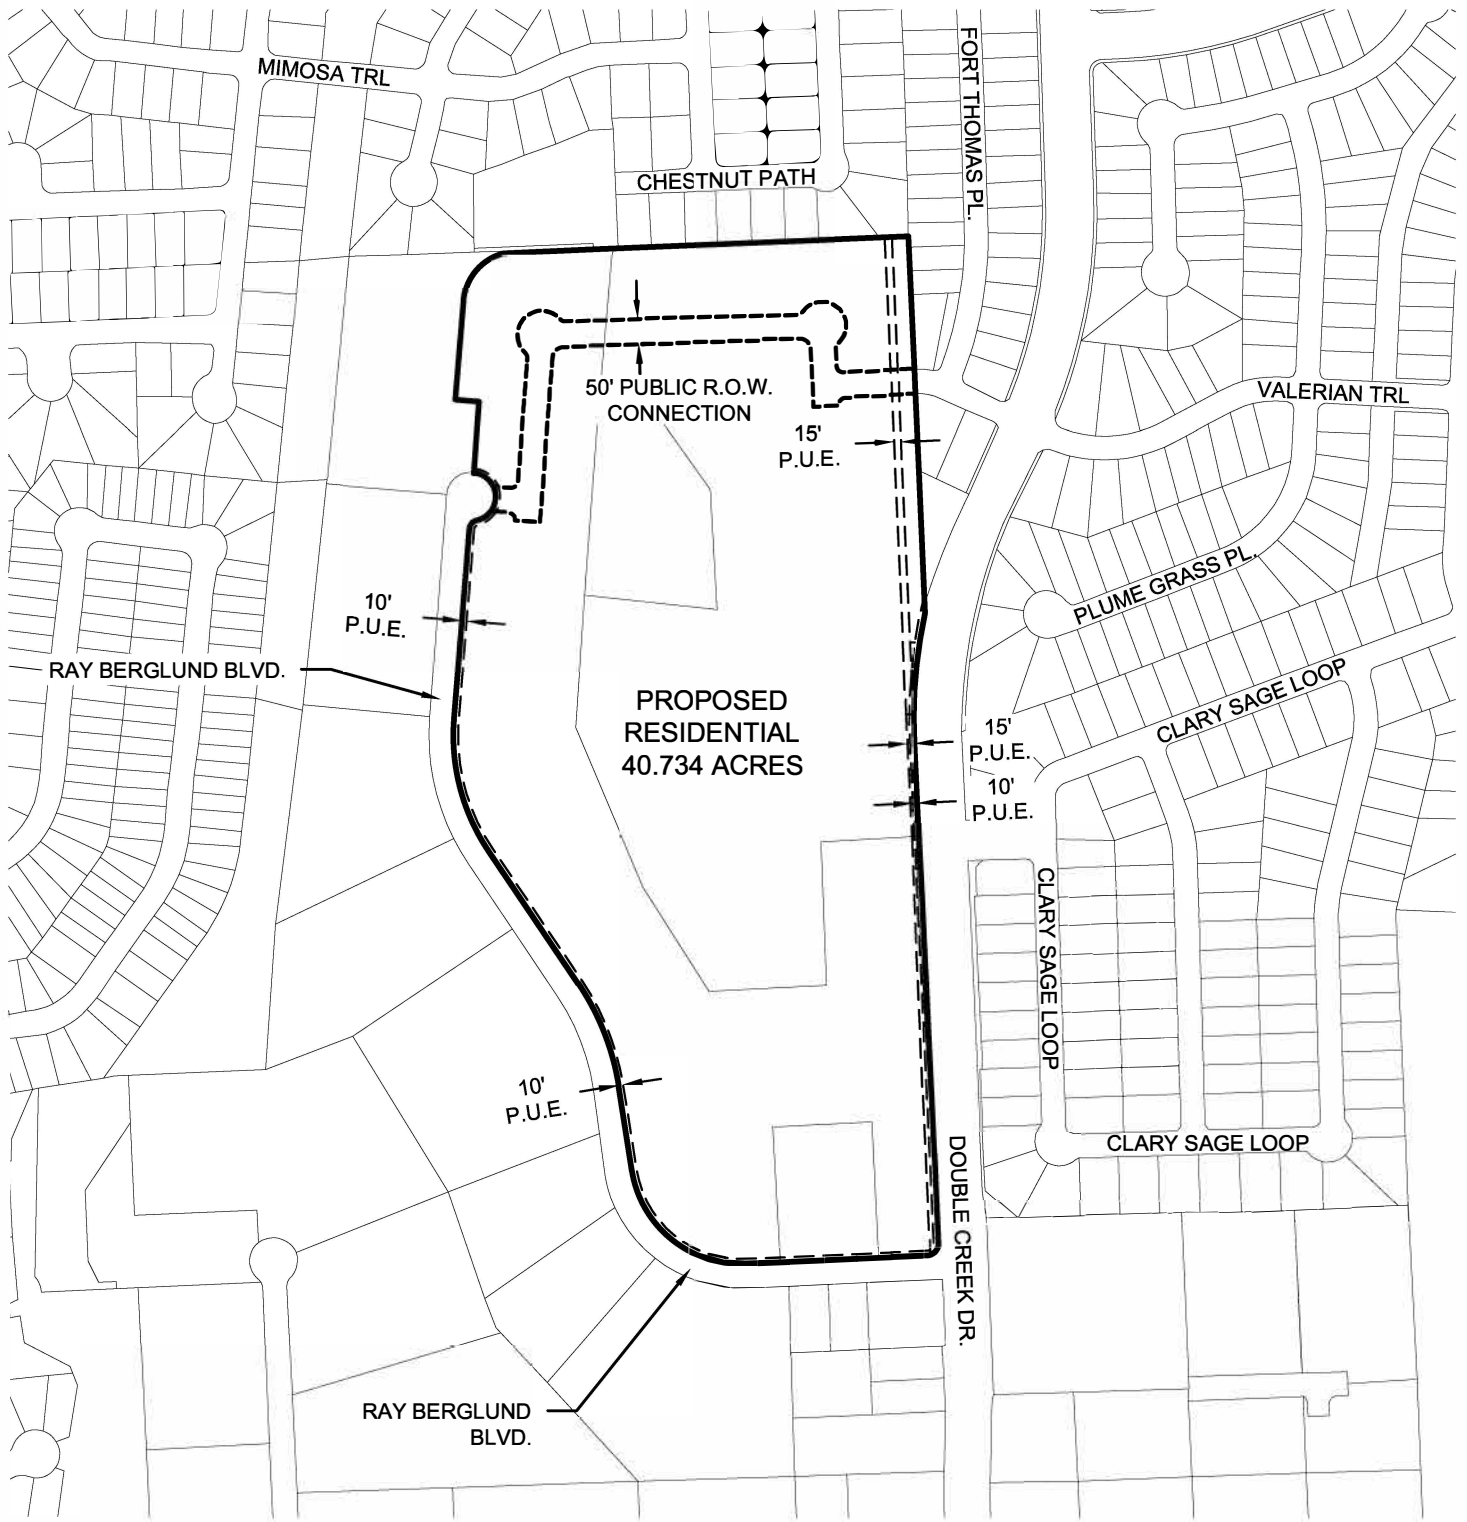 MIMOSA TRL
FORT THOMAS PL.
CHESTNUT PATH
50' PUBLIC R.O.W.
CONNECTION
VALERIAN TRL
15'
P.U.E.
PLUME GRASS PL.
10'
P.U.E.
RAY BERGLUND BLVD.
CLARY SAGE LOOP
PROPOSED
RESIDENTIAL
40.734 ACRES
15'
P.U.E.
10'
P.U.E.
CLARY SAGE LOOP
10'
P.U.E.
CLARY SAGE LOOP
DOUBLE CREEK DR.
RAY BERGLUND
BLVD.